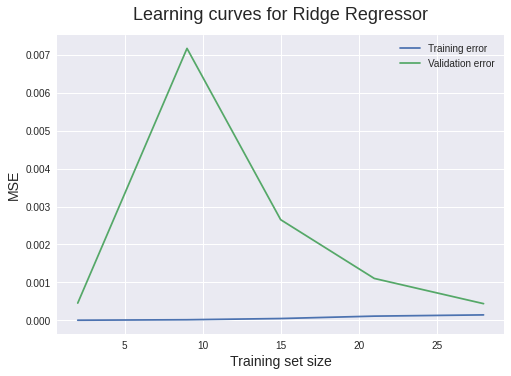 Learning curves for Ridge Regressor
Training error
Validation error
0.007
0.006
0.005
0.004
0.003
0.002
0.001
0.000
MSE
5
10
15
20
25
Training set size